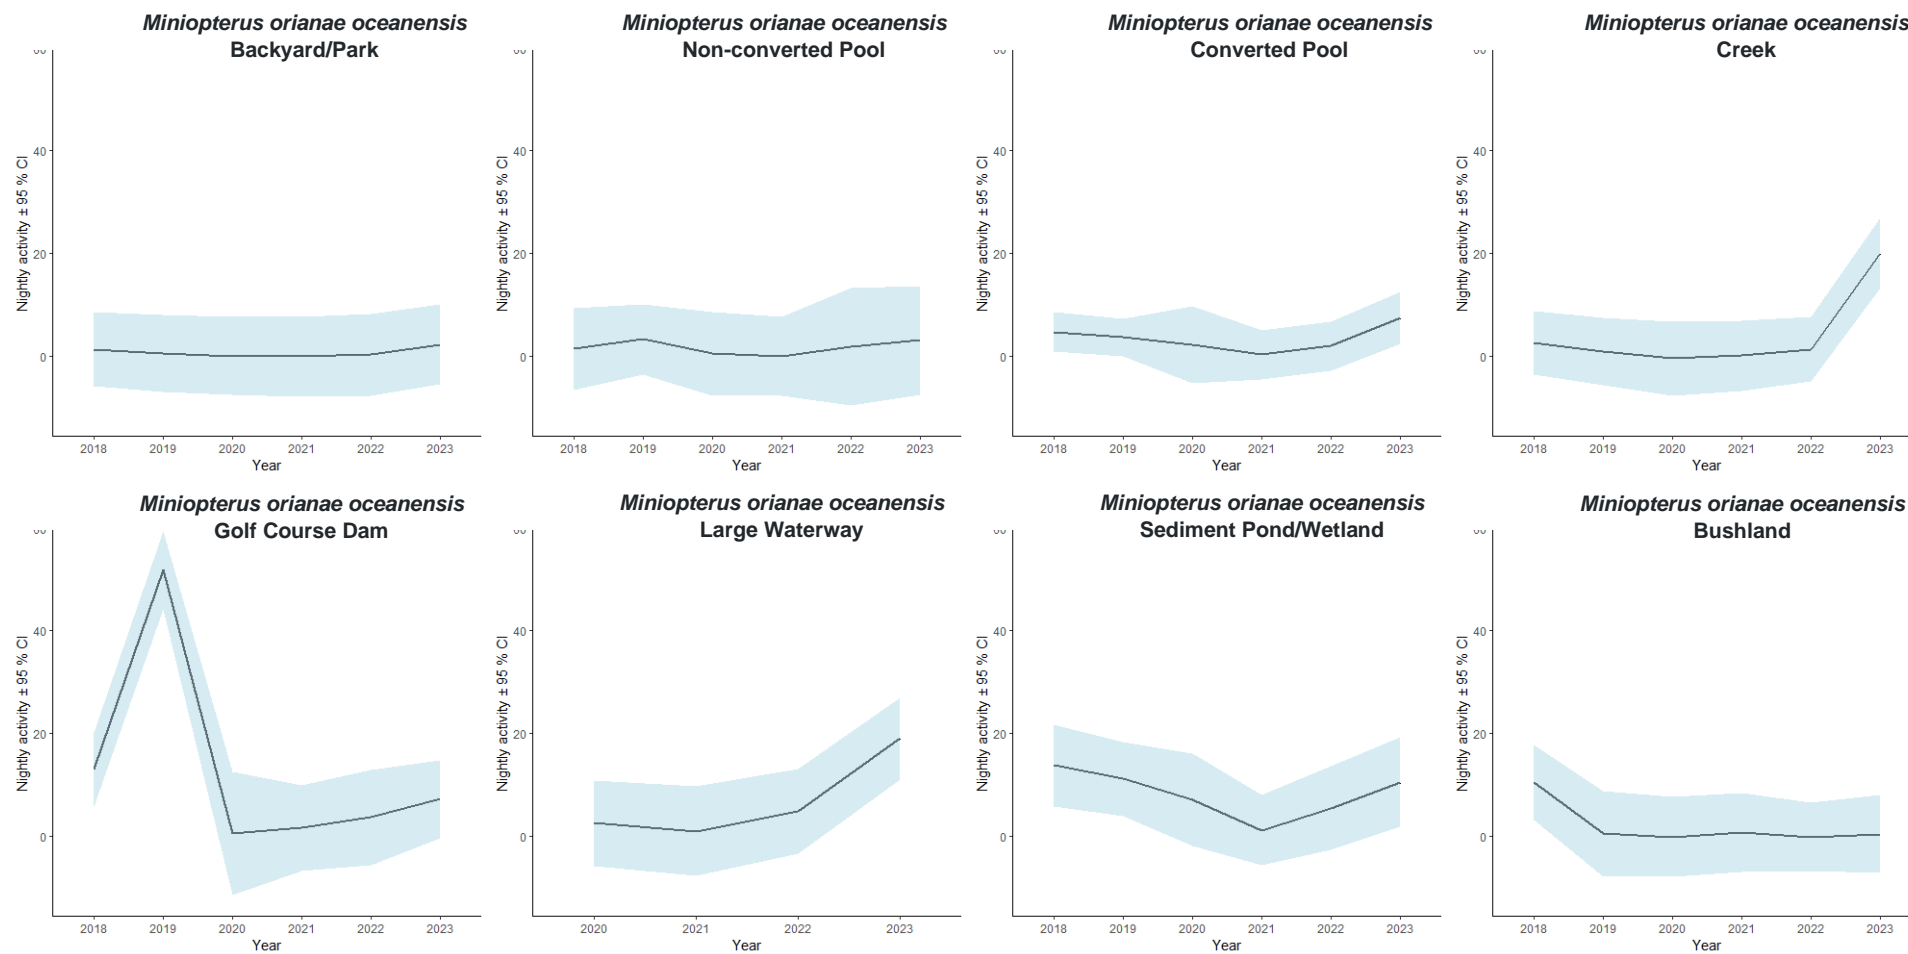 Miniopterus orianae oceanensis
Backyard/Park
Nightly activity ± 95 % CI
40
20
0
2018 2019 2020 2021 2022 2023
Year
Miniopterus orianae oceanensis
Non-converted Pool
Nightly activity ± 95 % CI
40
20
0
2018 2019 2020 2021 2022 2023
Year
Miniopterus orianae oceanensis
Converted Pool
Nightly activity ± 95 % CI
40
20
0
2018 2019 2020 2021 2022 2023
Year
Miniopterus orianae oceanensis
Creek
Nightly activity ± 95 % CI
40
20
0
2018 2019 2020 2021 2022 2023
Year
Miniopterus orianae oceanensis
Golf Course Dam
Nightly activity ± 95 % CI
40
20
0
2018 2019 2020 2021 2022 2023
Year
Miniopterus orianae oceanensis
Large Waterway
Nightly activity ± 95 % CI
40
20
0
2020 2021 2022 2023
Year
Miniopterus orianae oceanensis
Sediment Pond/Wetland
Nightly activity ± 95 % CI
40
20
0
2018 2019 2020 2021 2022 2023
Year
Miniopterus orianae oceanensis
Bushland
Nightly activity ± 95 % CI
40
20
0
2018 2019 2020 2021 2022 2023
Year